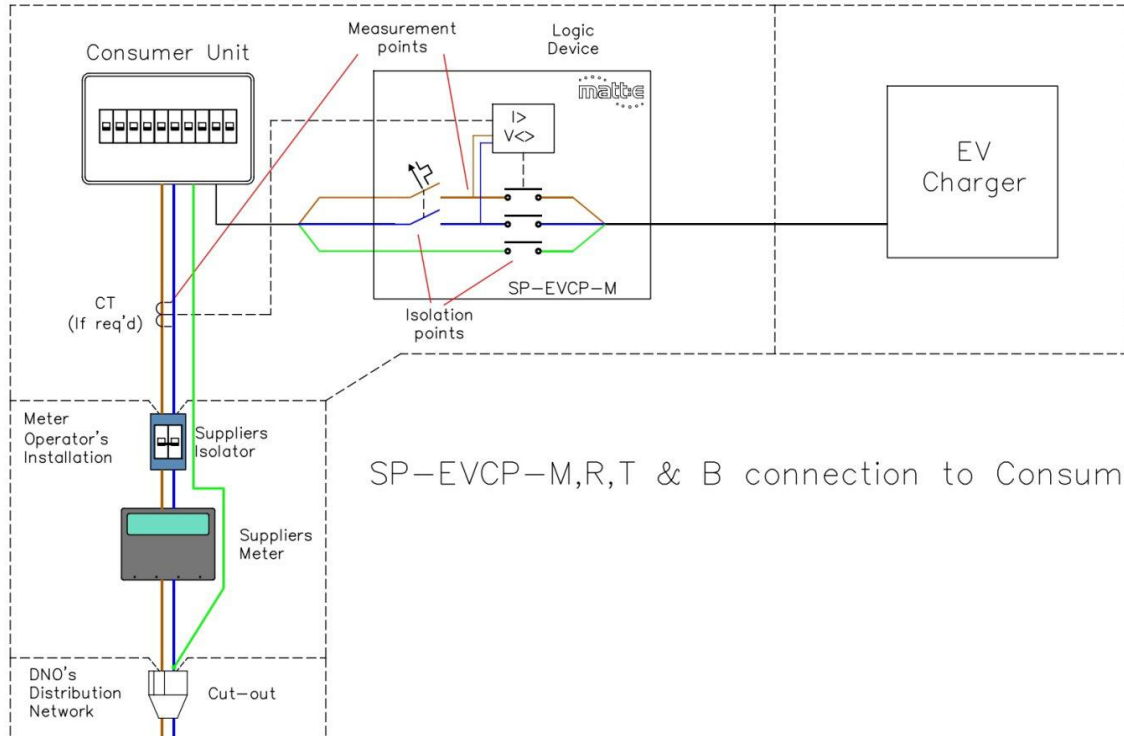 Consumer Unit
Measurement
points
Logic
Device
matt:e
I>
V<>
EV
Charger
SP-EVCP-M
CT
(If req'd)
Isolation
points
Meter
Operator's
Installation
Suppliers
Isolator
SP-EVCP-M,R,T & B connection to Consum
Suppliers
Meter
DNO's
Distribution
Network
Cut-out